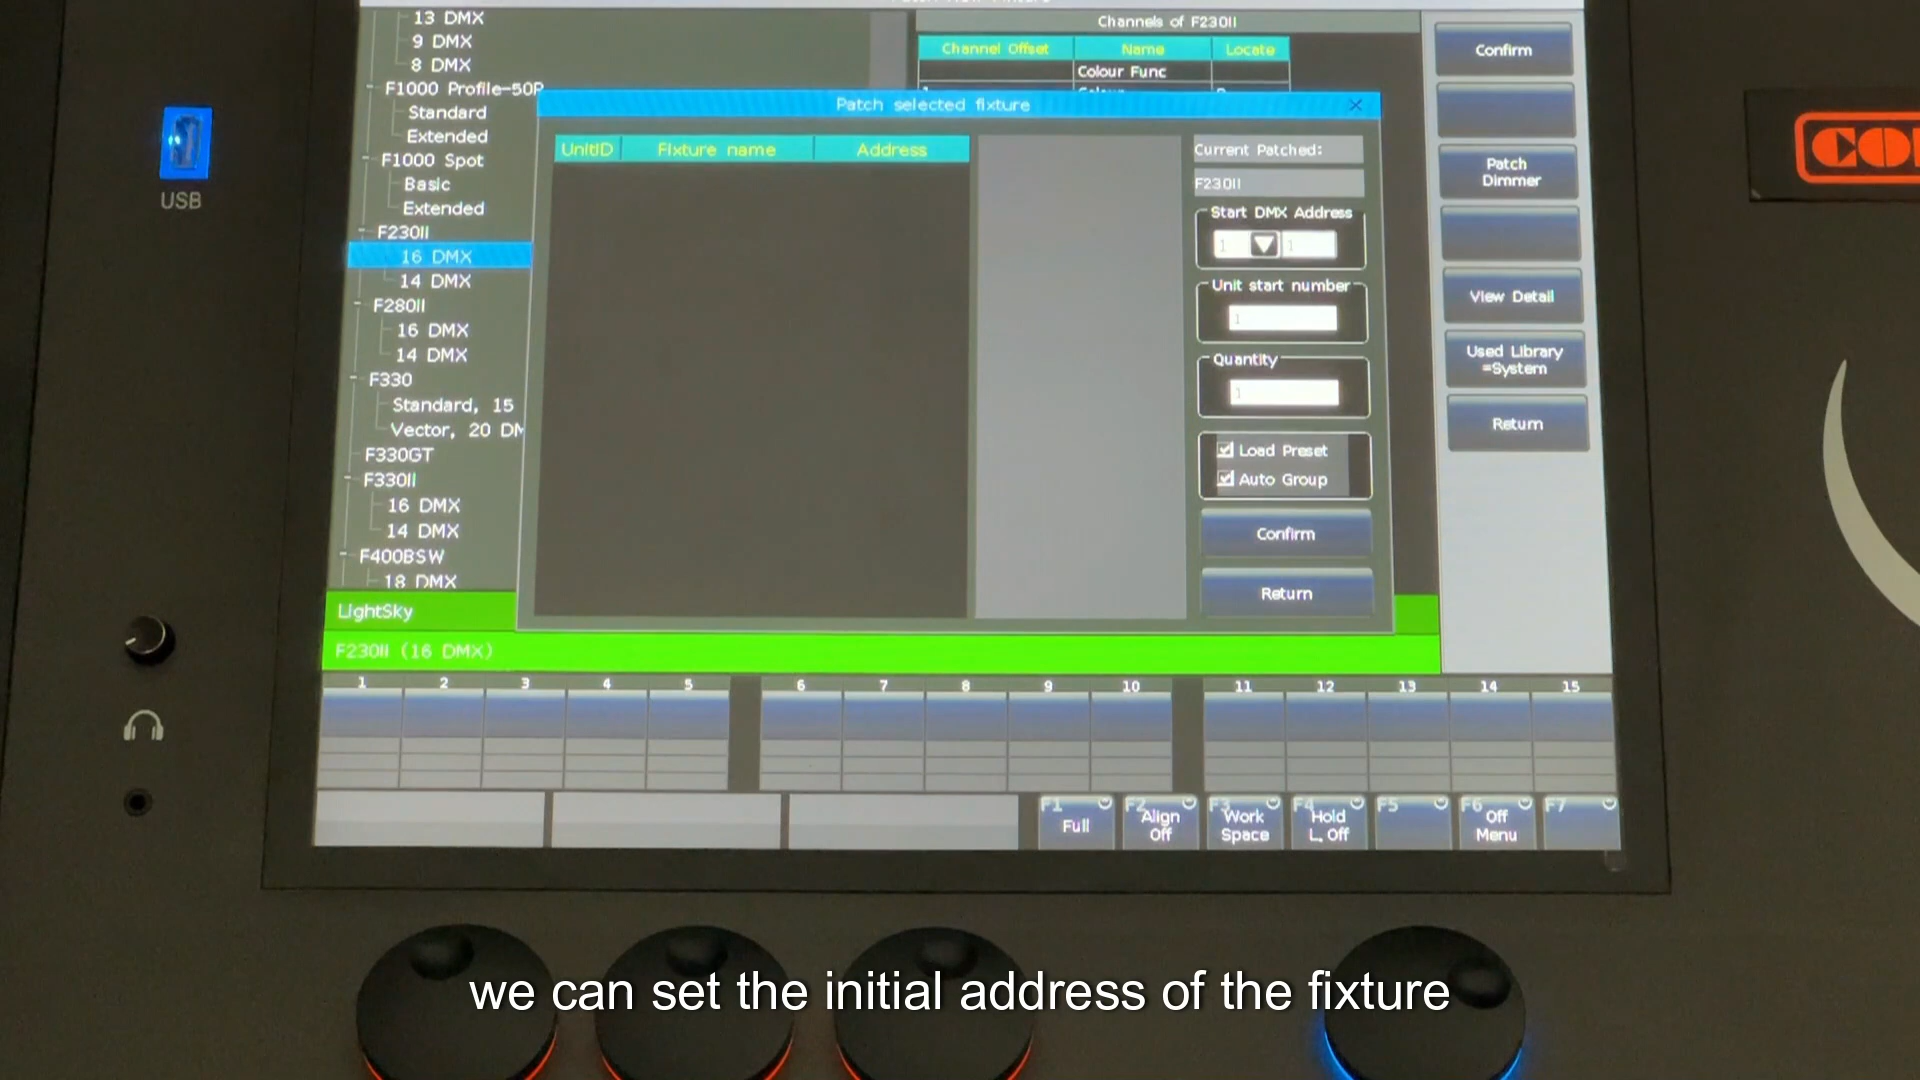 13 DMX
9 DMX
8 DMX
F1000 Profile-50P
Standard
Extended
F1000 Spot
Basic
Extended
F230II
16 DMX
14 DMX
F280II
16 DMX
14 DMX
F330
Standard, 15
Vector, 20 DM
F330GT
F330II
16 DMX
14 DMX
F400BSW
18 DMX
Channels of F230II
Channel Offset Name Locate
Colour Func
Patch selected fixture
UnitID Fixture name Address
Current Patched:
F230II
Start DMX Address
1 1
Unit start number
1
Quantity
1
Load Preset
Auto Group
Confirm
Return
Confirm
Patch
Dimmer
View Detail
Used Library
=System
Return
LightSky
F230II (16 DMX)
1 2 3 4 5 6 7 8 9 10 11 12 13 14 15
F1 Full
F2 Align Off
F3 Work Space
F4 Hold L. Off
F5
F6 Off Menu
F7
USB
we can set the initial address of the fixture